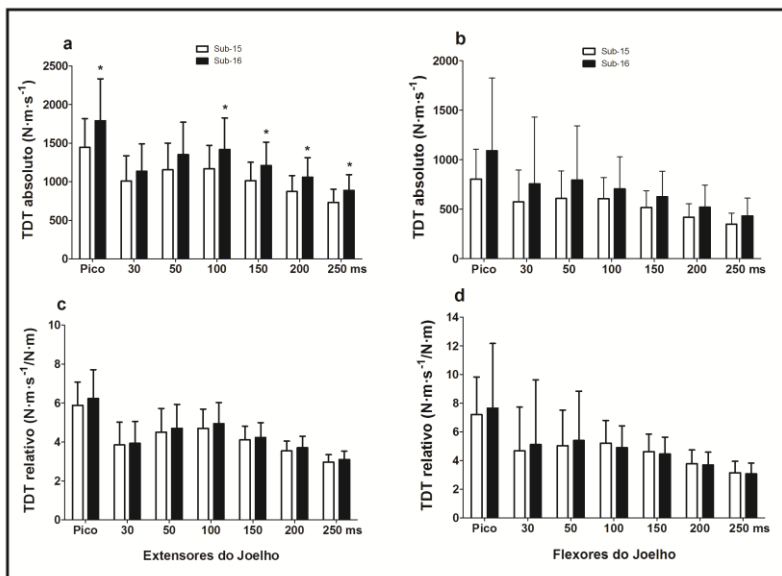 a
Sub-15
Sub-16
TDT absoluto (N·m·s⁻¹)
2500
2000
1500
1000
500
0
*
*
*
*
*
Pico 30 50 100 150 200 250 ms
b
Sub-15
Sub-16
TDT absoluto (N·m·s⁻¹)
2000
1500
1000
500
0
Pico 30 50 100 150 200 250 ms
c
TDT relativo (N·m·s⁻¹/N·m)
10
8
6
4
2
0
Pico 30 50 100 150 200 250 ms
Extensores do Joelho
d
TDT relativo (N·m·s⁻¹/N·m)
14
12
10
8
6
4
2
0
Pico 30 50 100 150 200 250 ms
Flexores do Joelho